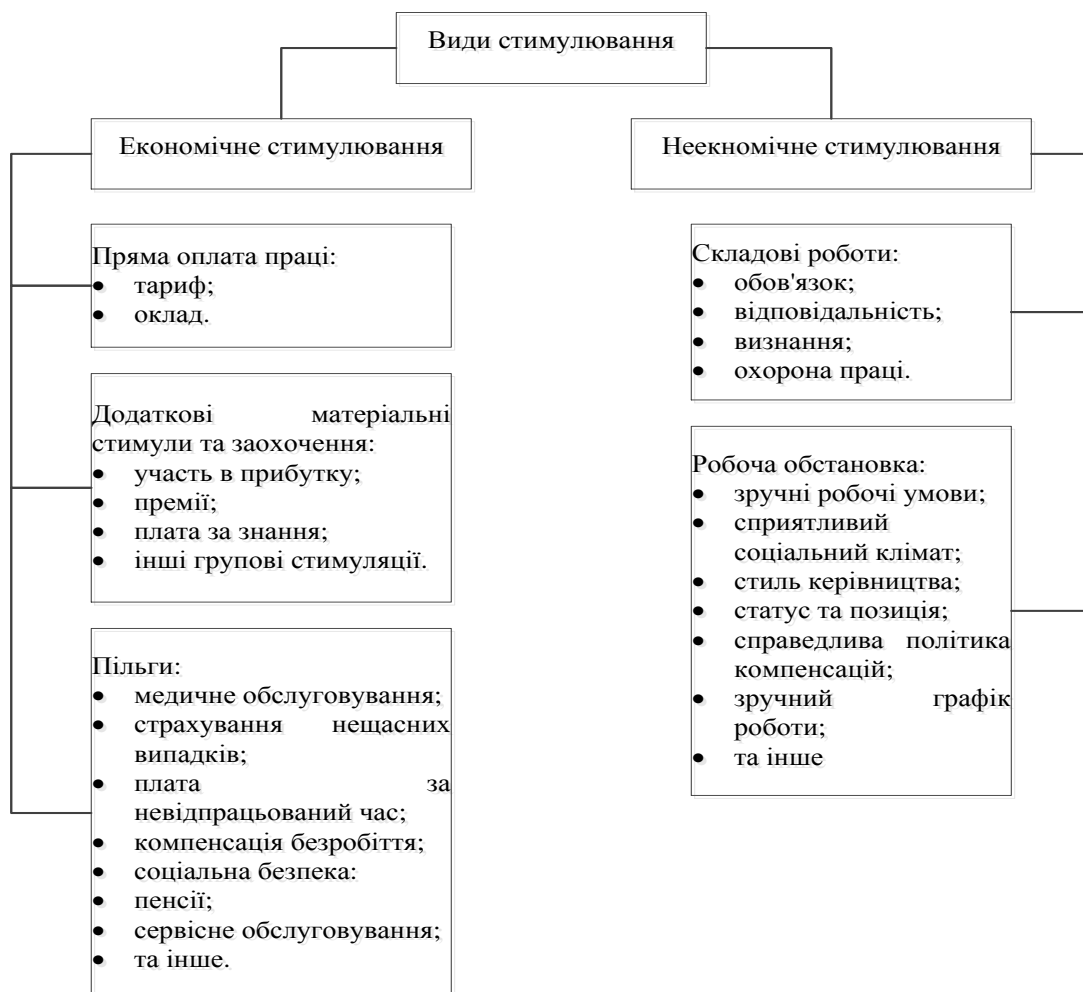 Види стимулювання
Економічне стимулювання
Неекномічне стимулювання
Пряма оплата праці:
• тариф;
• оклад.
Додаткові матеріальні
стимули та заохочення:
• участь в прибутку;
• премії;
• плата за знання;
• інші групові стимуляції.
Пільги:
• медичне обслуговування;
• страхування нещасних
випадків;
• плата за
невідпрацьований час;
• компенсація безробіття;
• соціальна безпека:
• пенсії;
• сервісне обслуговування;
• та інше.
Складові роботи:
• обов'язок;
• відповідальність;
• визнання;
• охорона праці.
Робоча обстановка:
• зручні робочі умови;
• сприятливий
соціальний клімат;
• стиль керівництва;
• статус та позиція;
• справедлива політика
компенсацій;
• зручний графік
роботи;
• та інше